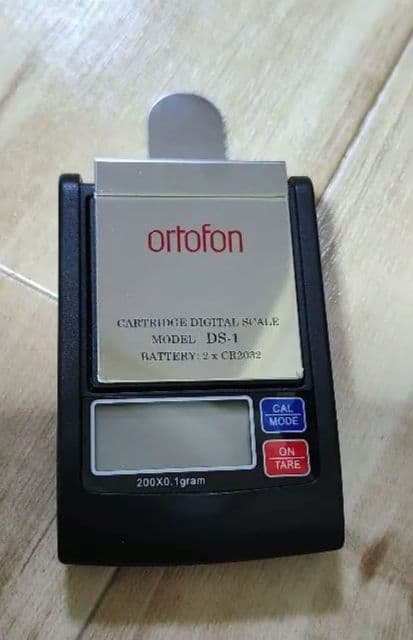 ortofon
CARTRIDGE DIGITAL SCALE
MODEL DS-1
BATTERY: 2 x CR2032
CAL
MODE
ON
TARE
200X0.1gram